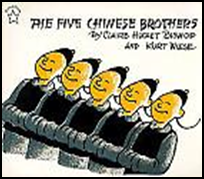 THE FIVE CHINESE BROTHERS
By CLAIRE HUCHET BISHOP
AND KURT WIESE